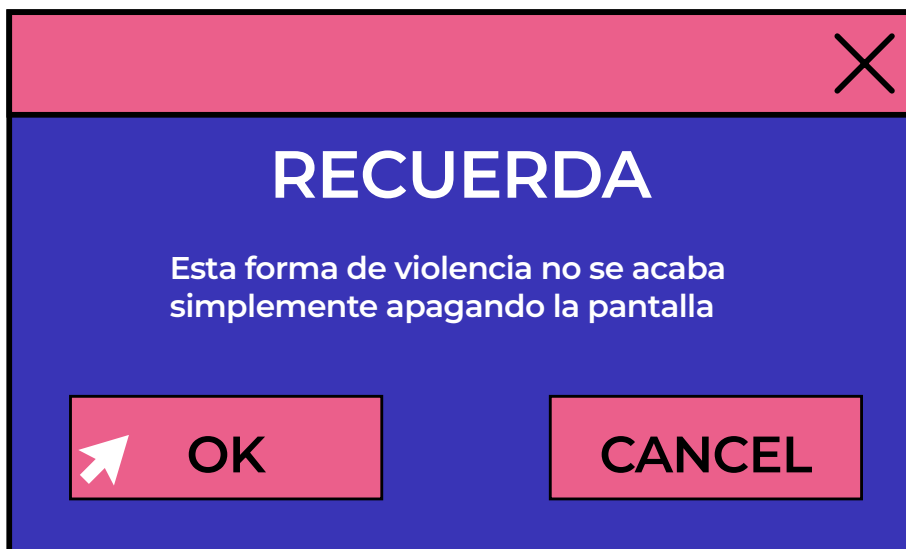 RECUERDA
Esta forma de violencia no se acaba
simplemente apagando la pantalla
OK
CANCEL